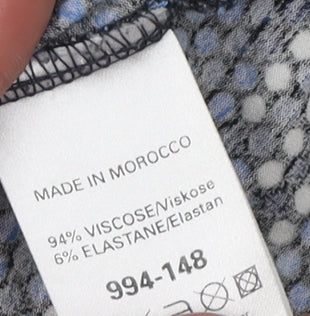 MADE IN MOROCCO
94% VISCOSE/Viskose
6% ELASTANE/Elastan
994-148